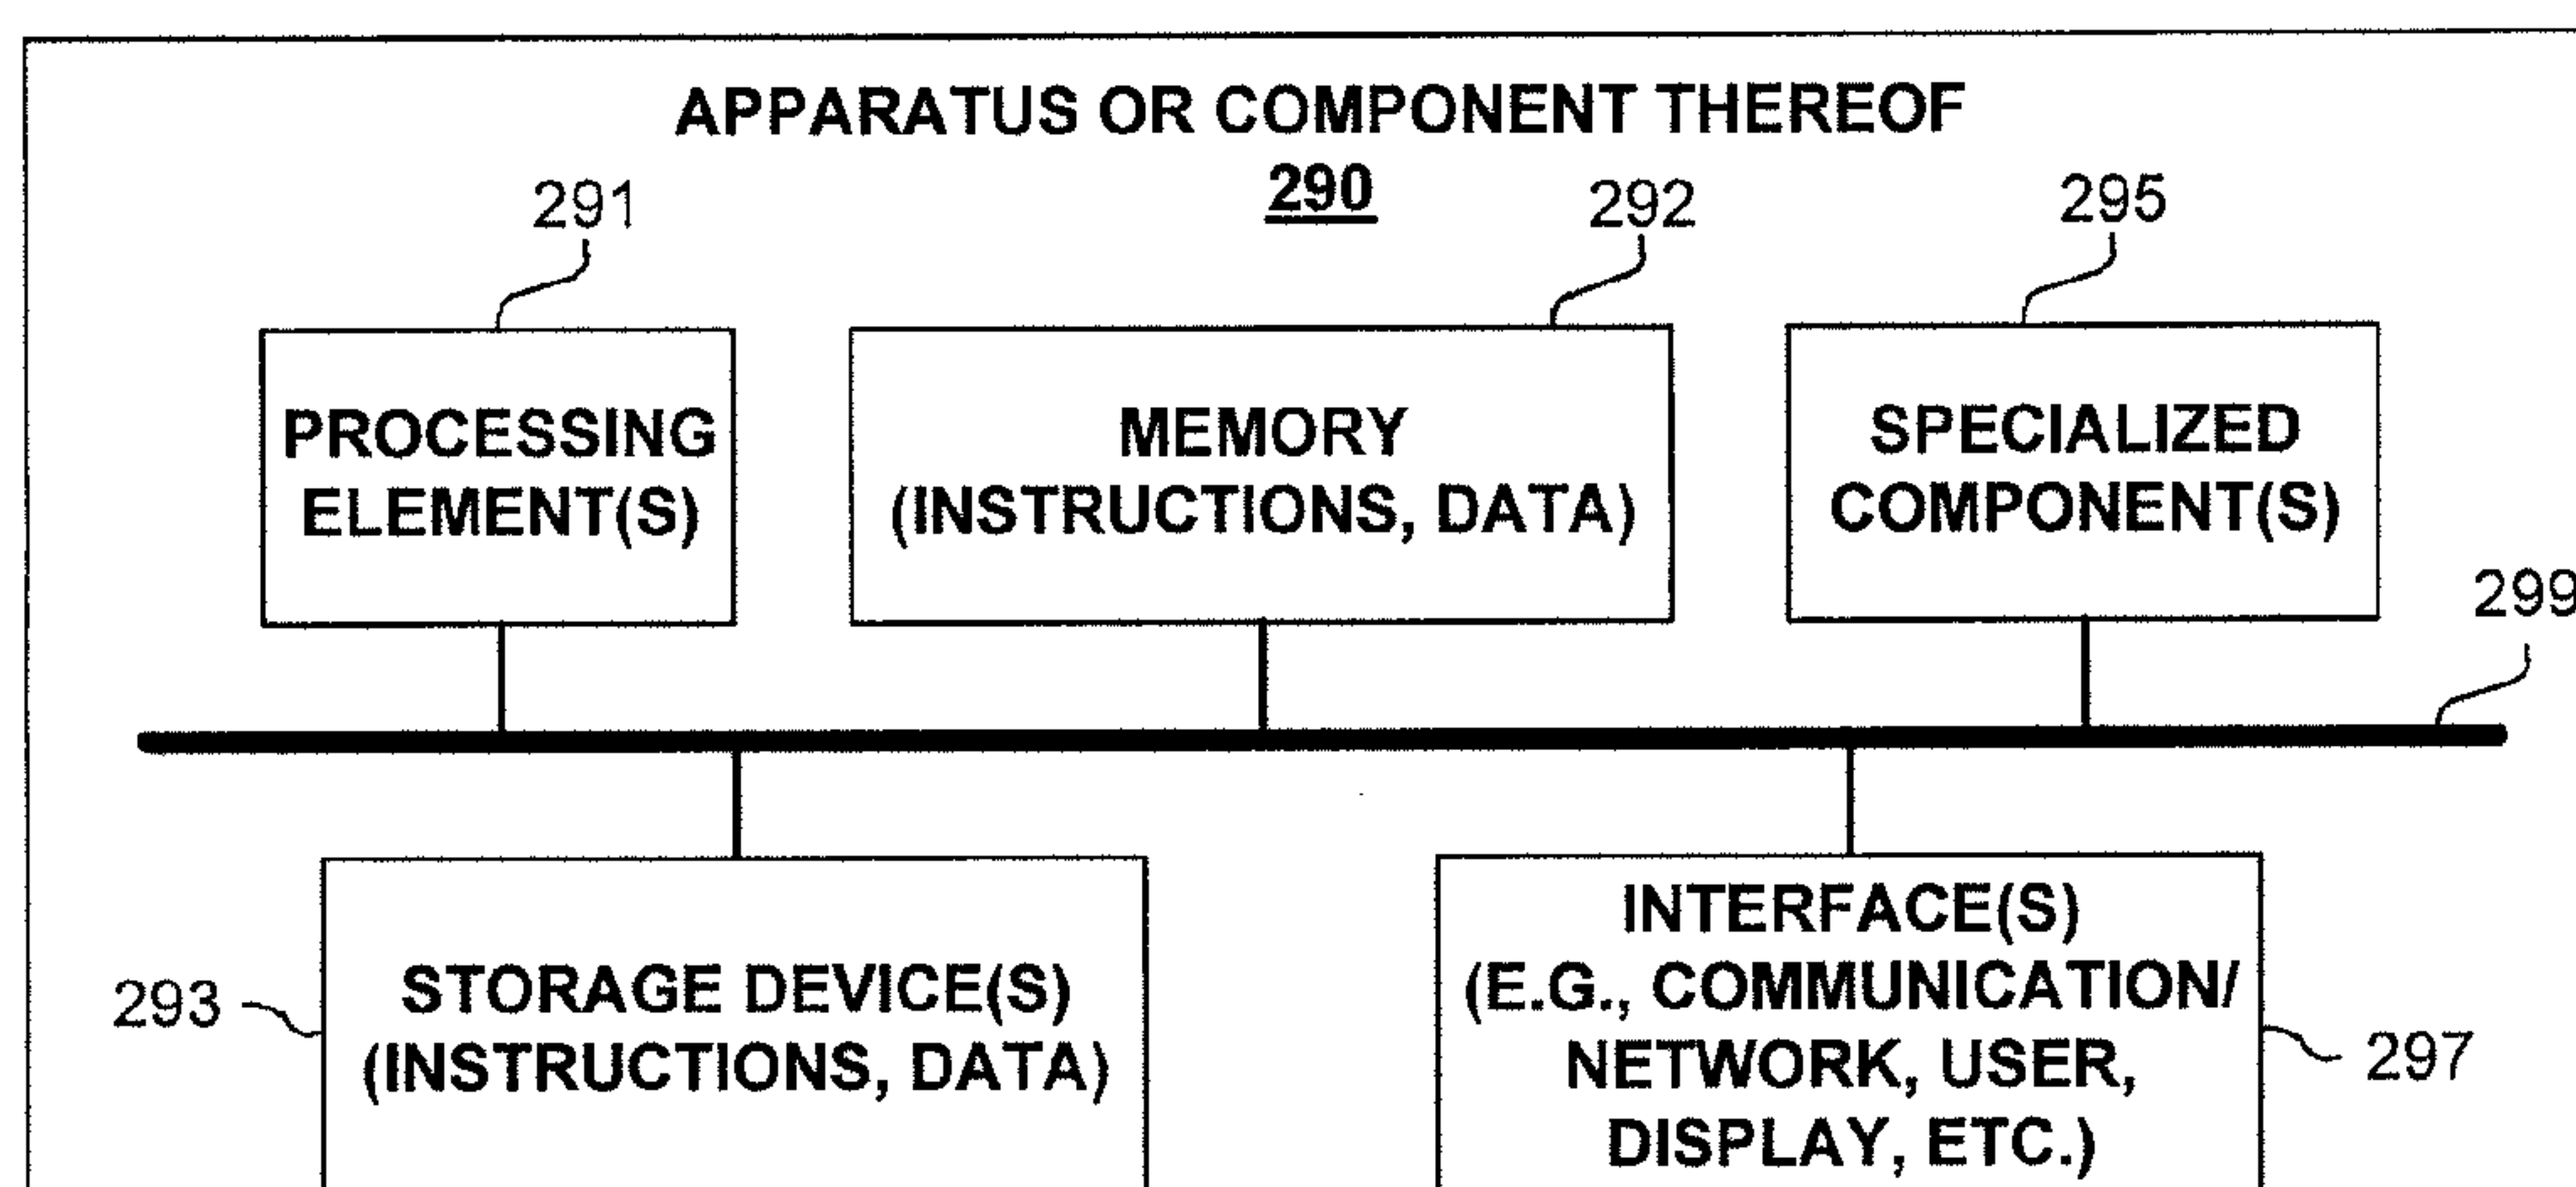 APPARATUS OR COMPONENT THEREOF
290
291
292
295
PROCESSING
ELEMENT(S)
MEMORY
(INSTRUCTIONS, DATA)
SPECIALIZED
COMPONENT(S)
299
293
STORAGE DEVICE(S)
(INSTRUCTIONS, DATA)
INTERFACE(S)
(E.G., COMMUNICATION/
NETWORK, USER,
DISPLAY, ETC.)
297